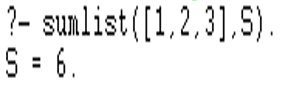 ?- sumlist([1,2,3],S).
S = 6.